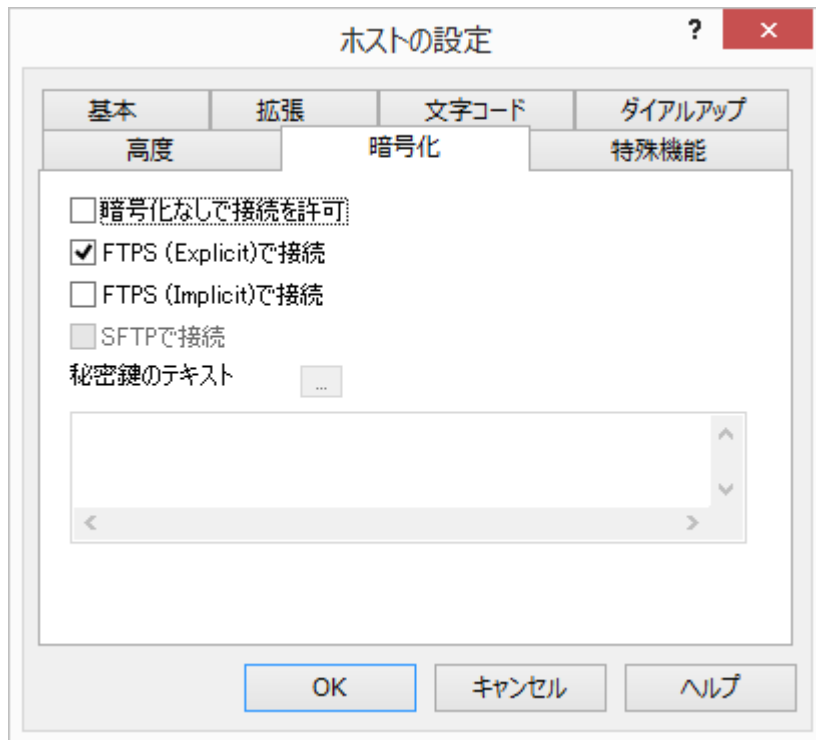 ホストの設定 ? ×
基本 拡張 文字コード ダイアルアップ
高度 暗号化 特殊機能
暗号化なしで接続を許可
FTPS (Explicit)で接続
FTPS (Implicit)で接続
SFTPで接続
秘密鍵のテキスト ...
OK キャンセル ヘルプ